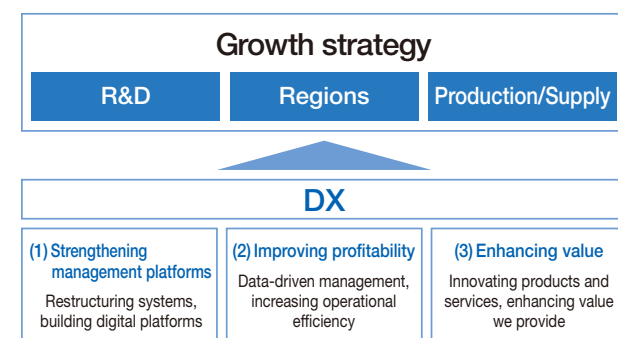 Growth strategy
R&D
Regions
Production/Supply
DX
(1) Strengthening
management platforms
Restructuring systems,
building digital platforms
(2) Improving profitability
Data-driven management,
increasing operational
efficiency
(3) Enhancing value
Innovating products and
services, enhancing value
we provide